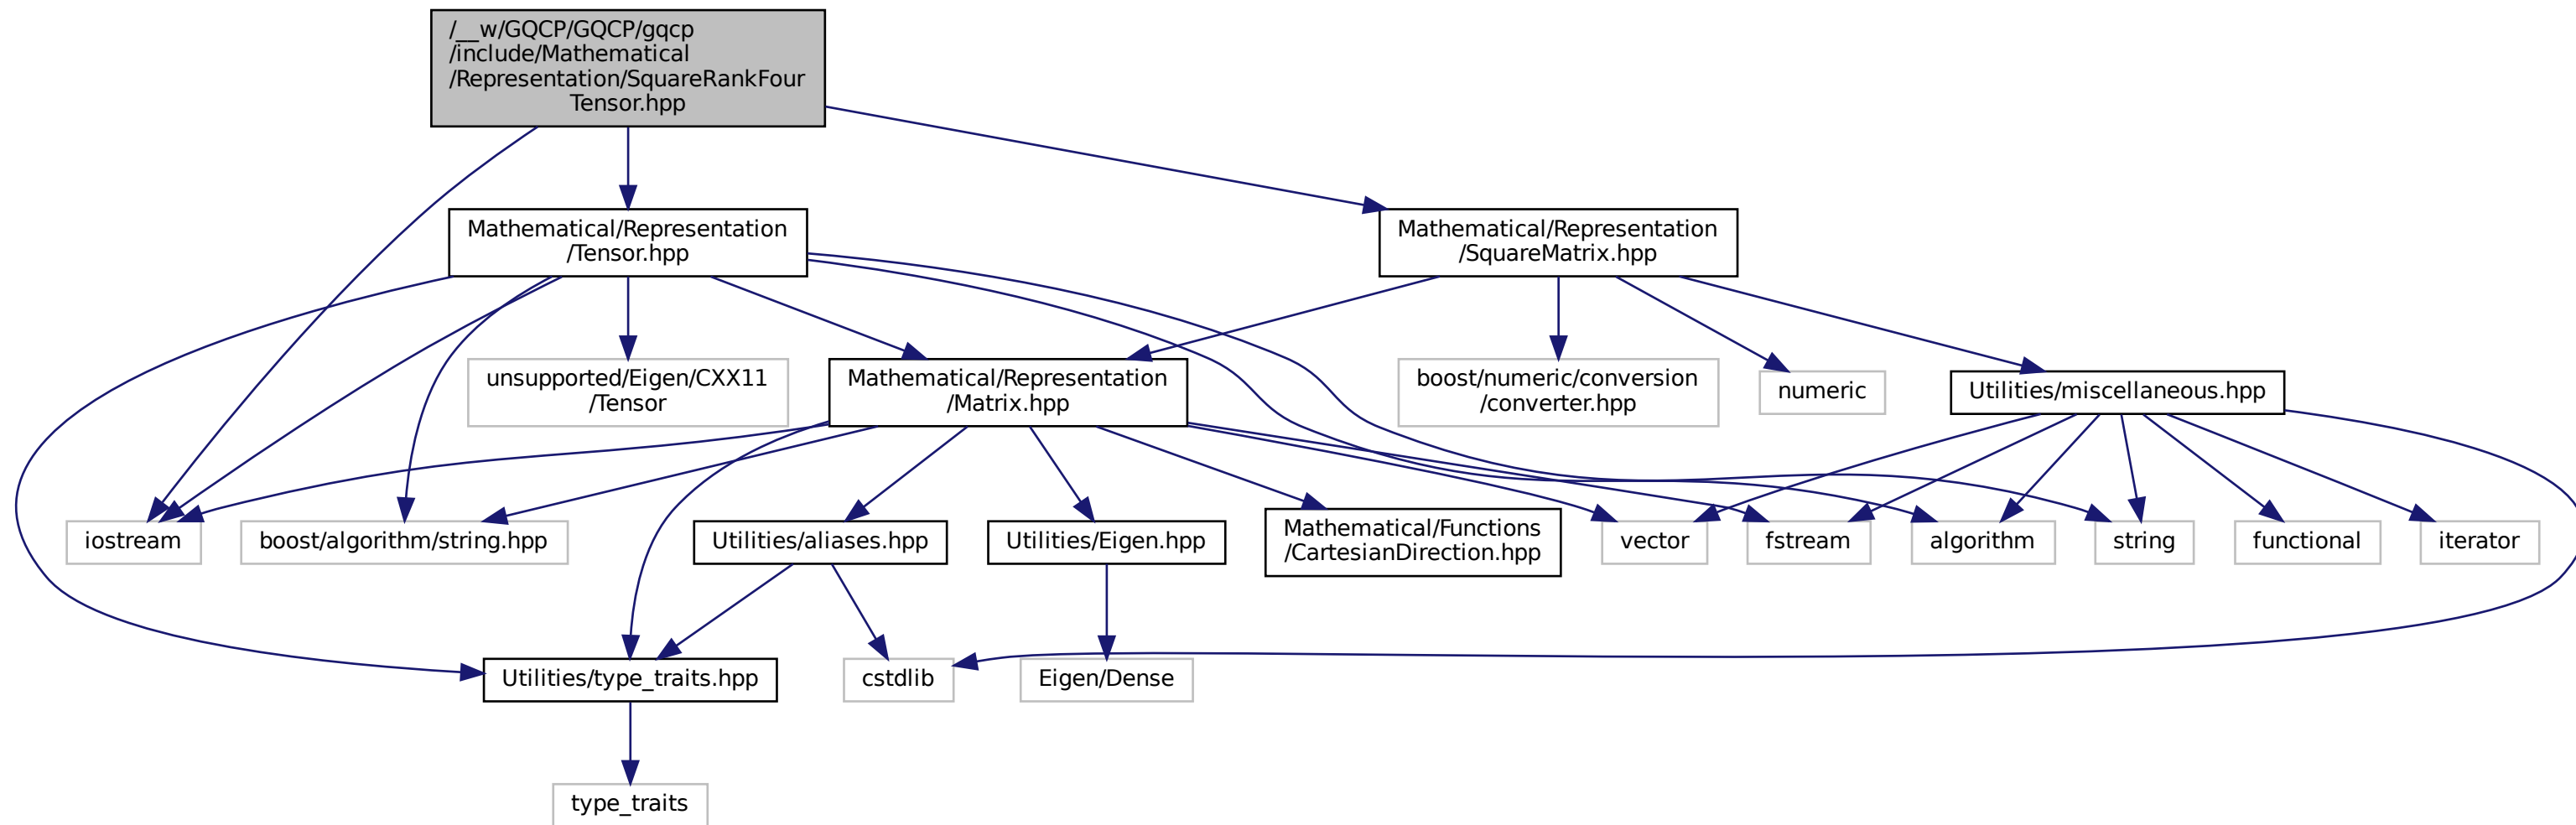 /__w/GQCP/GQCP/gqcp
/include/Mathematical
/Representation/SquareRankFour
Tensor.hpp
Mathematical/Representation
/Tensor.hpp
Mathematical/Representation
/SquareMatrix.hpp
unsupported/Eigen/CXX11
/Tensor
Mathematical/Representation
/Matrix.hpp
boost/numeric/conversion
/converter.hpp
numeric
Utilities/miscellaneous.hpp
iostream
boost/algorithm/string.hpp
Utilities/aliases.hpp
Utilities/Eigen.hpp
Mathematical/Functions
/CartesianDirection.hpp
vector
fstream
algorithm
string
functional
iterator
Utilities/type_traits.hpp
cstdlib
Eigen/Dense
type_traits